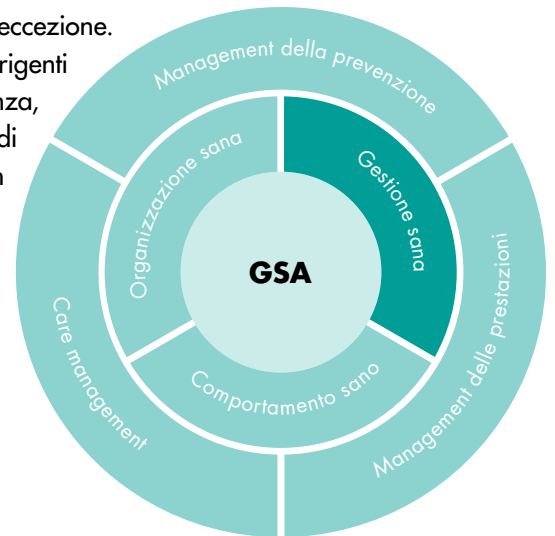 eccezione.
rigenti
nza,
di
Management della prevenzione
Organizzazione sana
Gestione sana
GSA
Comportamento sano
Care management
Management delle prestazioni